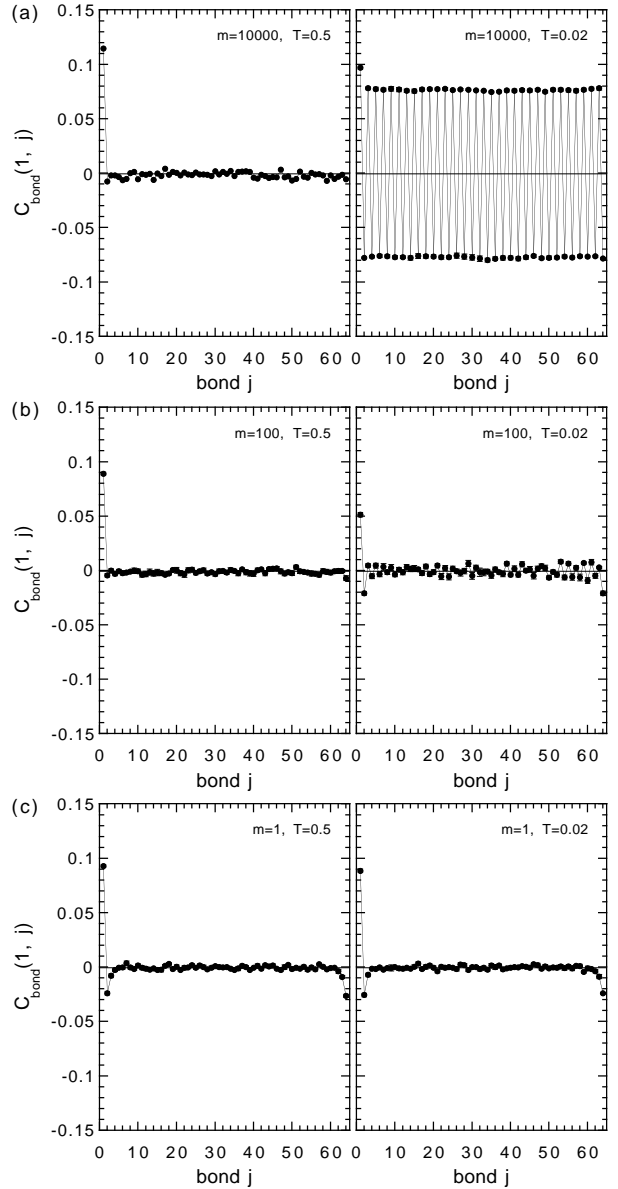 (a)
m=10000, T=0.5
m=10000, T=0.02
0.15
0.1
0.05
0
-0.05
-0.1
-0.15
C_bond(1, j)
0 10 20 30 40 50 60
0 10 20 30 40 50 60
bond j
bond j
(b)
m=100, T=0.5
m=100, T=0.02
0.15
0.1
0.05
0
-0.05
-0.1
-0.15
C_bond(1, j)
0 10 20 30 40 50 60
0 10 20 30 40 50 60
bond j
bond j
(c)
m=1, T=0.5
m=1, T=0.02
0.15
0.1
0.05
0
-0.05
-0.1
-0.15
C_bond(1, j)
0 10 20 30 40 50 60
0 10 20 30 40 50 60
bond j
bond j